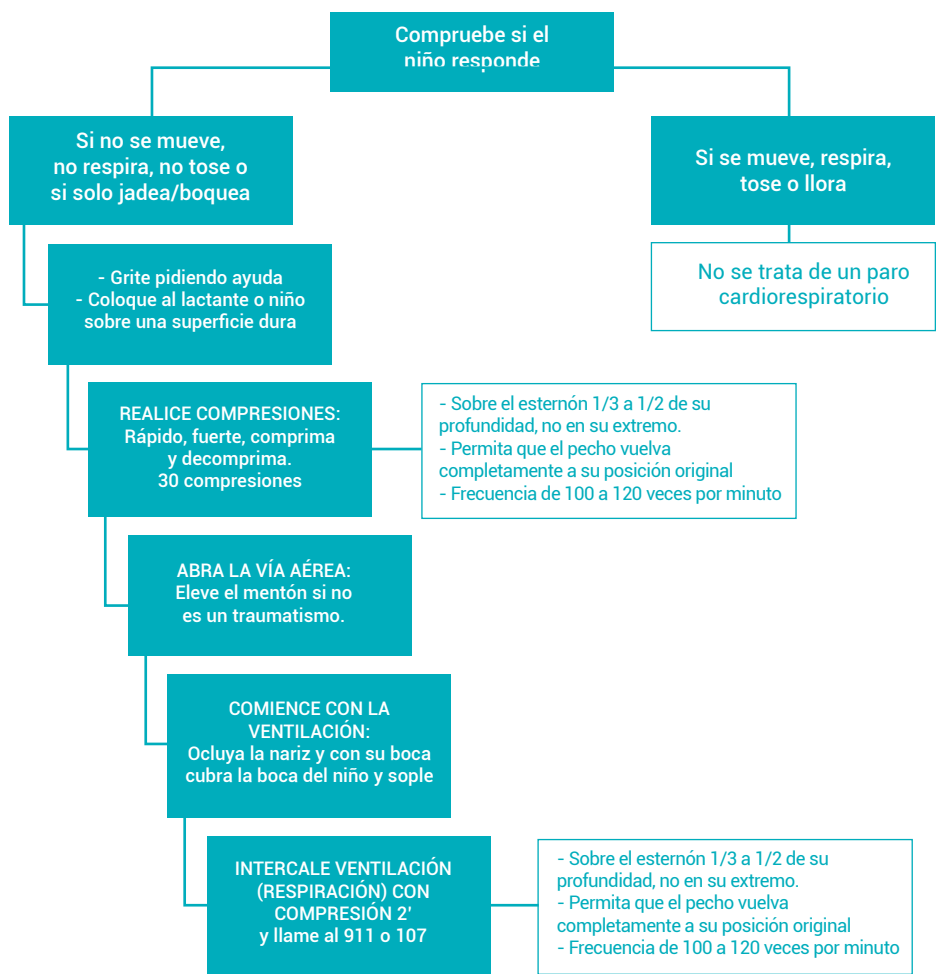 Compruebe si el
niño responde
Si no se mueve,
no respira, no tose o
si solo jadea/boquea
Si se mueve, respira,
tose o llora
- Grite pidiendo ayuda
- Coloque al lactante o niño
sobre una superficie dura
No se trata de un paro
cardiorespiratorio
REALICE COMPRESIONES:
Rápido, fuerte, comprima
y decomprima.
30 compresiones
- Sobre el esternón 1/3 a 1/2 de su
profundidad, no en su extremo.
- Permita que el pecho vuelva
completamente a su posición original
- Frecuencia de 100 a 120 veces por minuto
ABRA LA VÍA AÉREA:
Eleve el mentón si no
es un traumatismo.
COMIENCE CON LA
VENTILACIÓN:
Ocluya la nariz y con su boca
cubra la boca del niño y sople
INTERCALE VENTILACIÓN
(RESPIRACIÓN) CON
COMPRESIÓN 2'
y llame al 911 o 107
- Sobre el esternón 1/3 a 1/2 de su
profundidad, no en su extremo.
- Permita que el pecho vuelva
completamente a su posición original
- Frecuencia de 100 a 120 veces por minuto